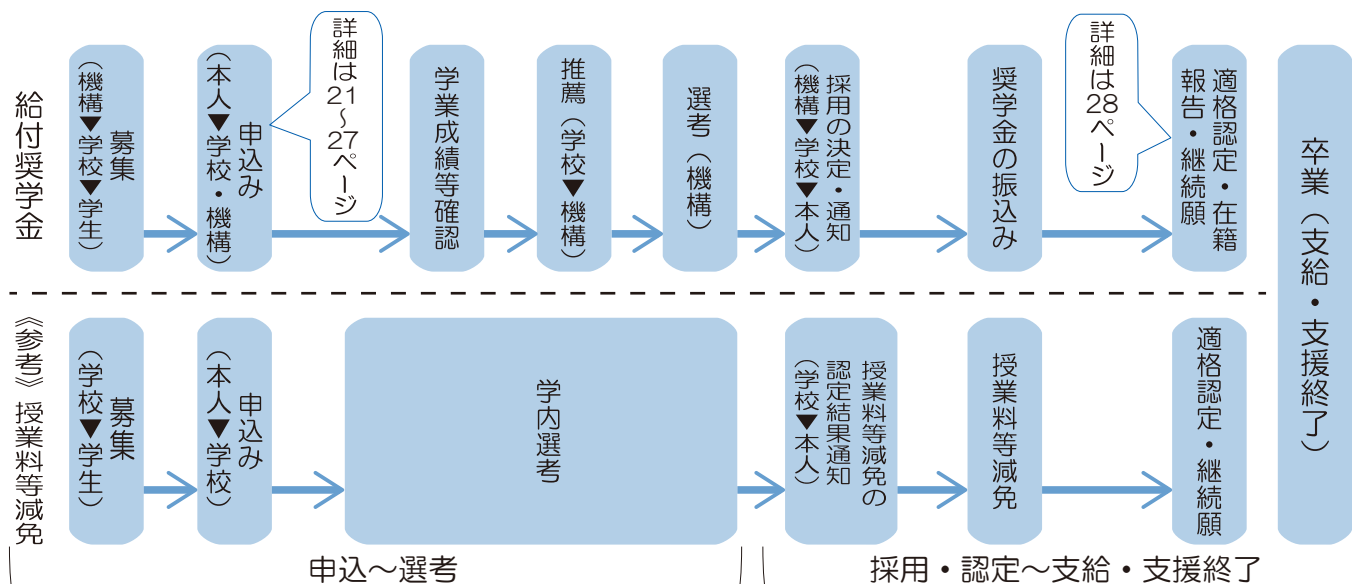 給付奨学金
募集
（機構▼学校▼学生）
申込み
（本人▼学校・機構）
詳細は
21～27ページ
学業成績等確認
推薦（学校▼機構）
選考（機構）
採用の決定・通知
（機構▼学校▼本人）
奨学金の振込み
詳細は28ページ
適格認定・在籍
報告・継続願
卒業（支給・支援終了）
《参考》授業料等減免
募集
（学校▼学生）
申込み
（本人▼学校）
学内選考
授業料等減免の
認定結果通知
（学校▼本人）
授業料等減免
適格認定・継続願
申込～選考
採用・認定～支給・支援終了